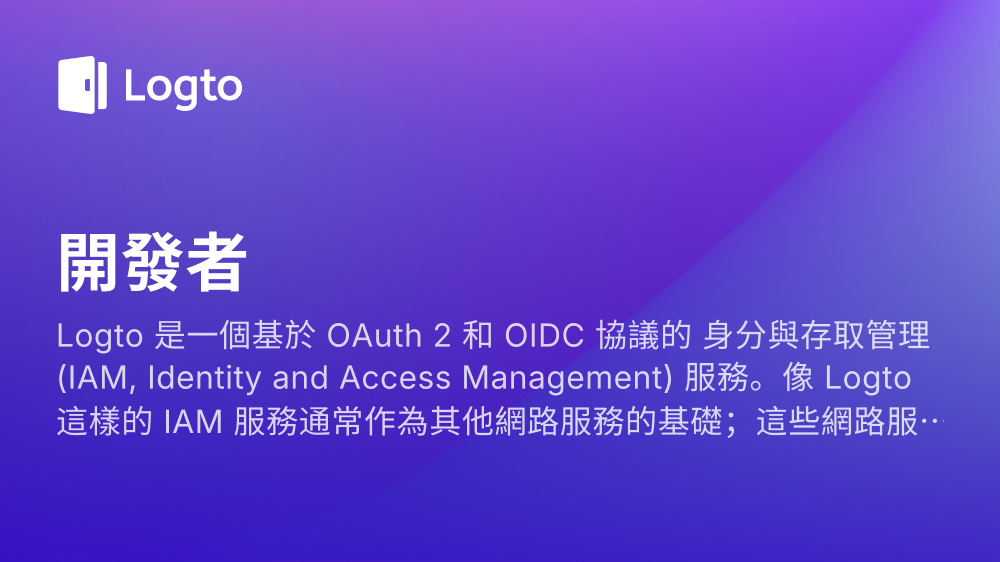 Logto
開發者
Logto 是一個基於 OAuth 2 和 OIDC 協議的 身分與存取管理
(IAM, Identity and Access Management) 服務。像 Logto
這樣的 IAM 服務通常作為其他網路服務的基礎；這些網路服…